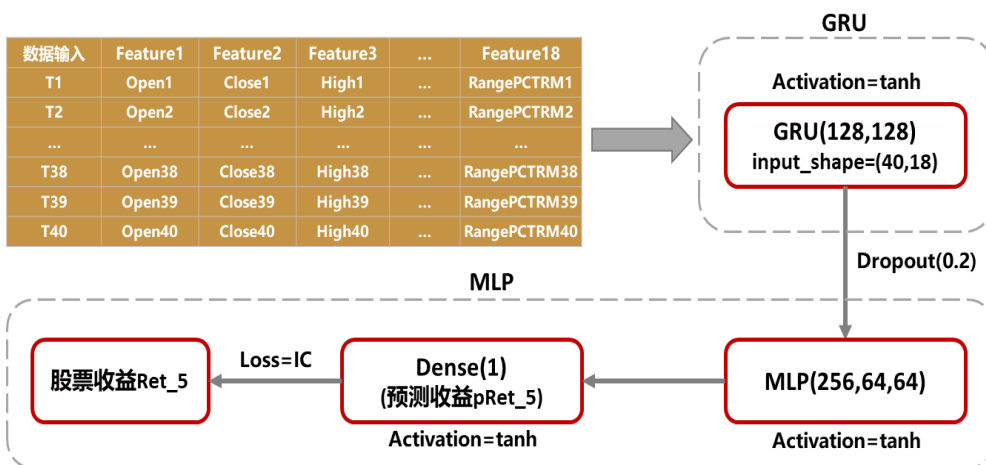 GRU
数据输入 Feature1 Feature2 Feature3 ... Feature18
T1 Open1 Close1 High1 ... RangePCTRM1
T2 Open2 Close2 High2 ... RangePCTRM2
... ... ... ... ...
T38 Open38 Close38 High38 ... RangePCTRM38
T39 Open39 Close39 High39 ... RangePCTRM39
T40 Open40 Close40 High40 ... RangePCTRM40
Activation=tanh
GRU(128,128)
input_shape=(40,18)
Dropout(0.2)
MLP
股票收益Ret_5
Loss=IC
Dense(1)
(预测收益pRet_5)
Activation=tanh
MLP(256,64,64)
Activation=tanh